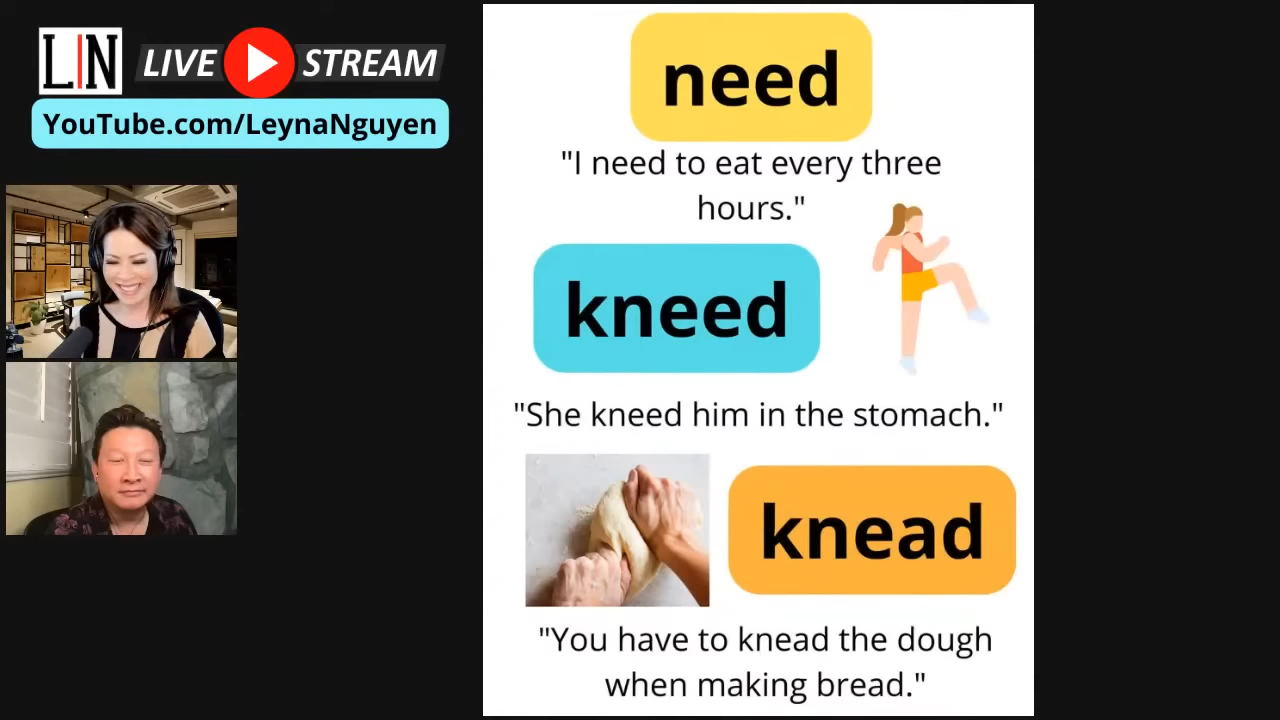 LIN LIVE STREAM
YouTube.com/LeynaNguyen
need
"I need to eat every three
hours."
kneed
"She kneed him in the stomach."
knead
"You have to knead the dough
when making bread."